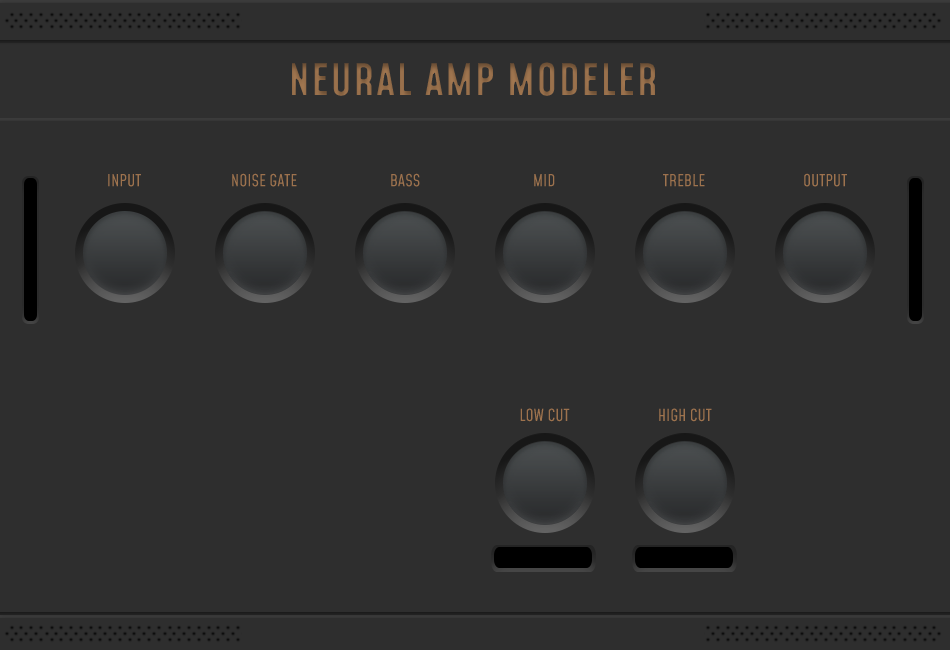 NEURAL AMP MODELER
INPUT NOISE GATE BASS MID TREBLE OUTPUT
LOW CUT HIGH CUT